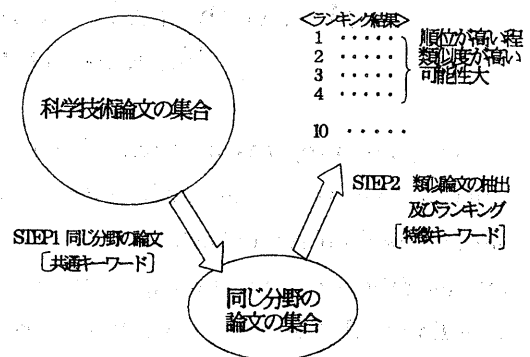 <ランキング結果>
1 ・・・・・
2 ・・・・・
3 ・・・・・
4 ・・・・・
10 ・・・・・
順位が高い程
類似度が高い
可能性大
科学技術論文の集合
STEP1 同じ分野の論文
[共通キーワード]
STEP2 類似論文の抽出
及びランキング
[特徴キーワード]
同じ分野の
論文の集合